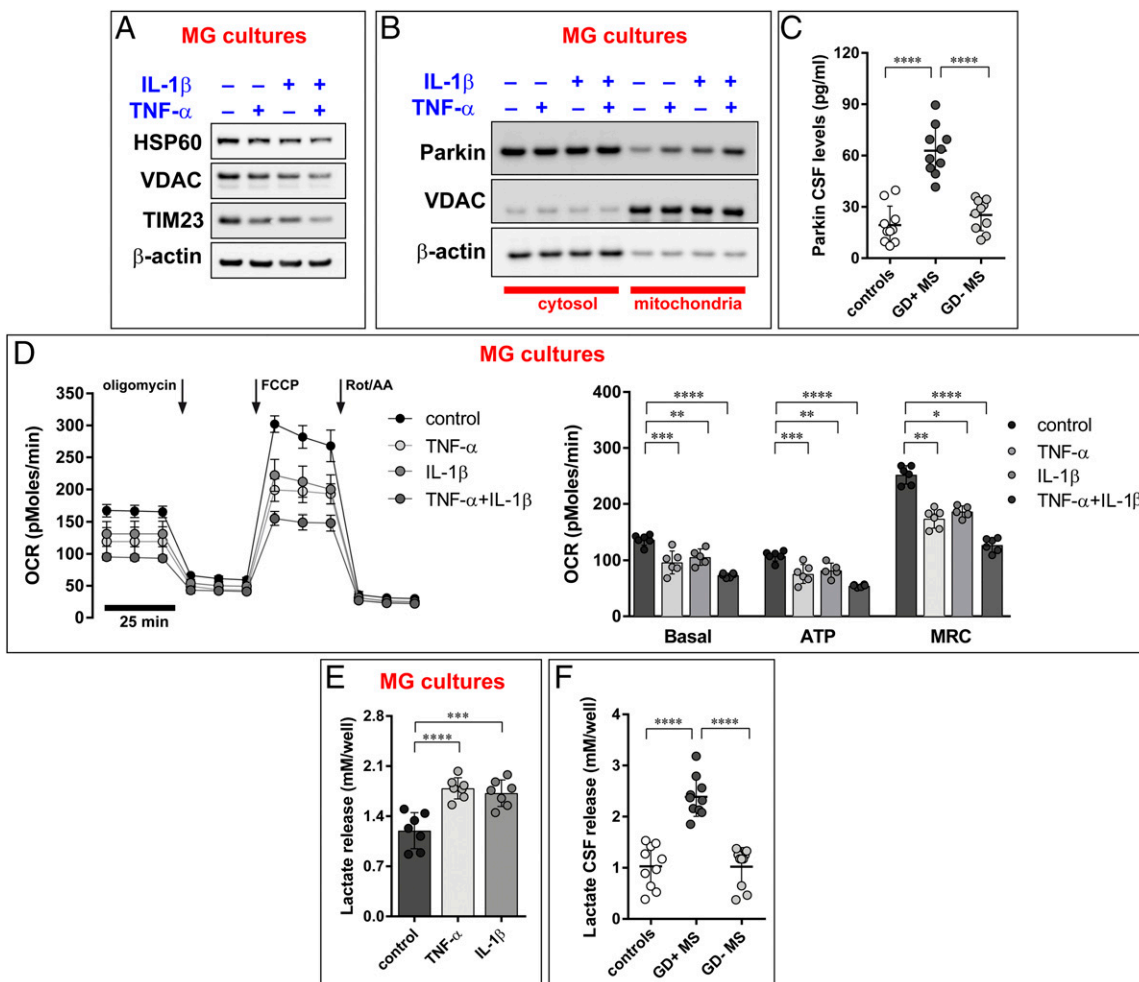 A
MG cultures
IL-1β – – + +
TNF-α – + – +
HSP60
VDAC
TIM23
β-actin
B
MG cultures
IL-1β – – + + – – + +
TNF-α – + – + – + – +
Parkin
VDAC
β-actin
cytosol mitochondria
C
Parkin CSF levels (pg/ml)
120
90
60
30
0
**** ****
controls GD+ MS GD- MS
D
MG cultures
OCR (pMoles/min)
350
300
250
200
150
100
50
0
oligomycin FCCP Rot/AA
25 min
control
TNF-α
IL-1β
TNF-α+IL-1β
OCR (pMoles/min)
400
300
200
100
0
****
**
***
****
**
***
****
*
**
Basal ATP MRC
control
TNF-α
IL-1β
TNF-α+IL-1β
E
MG cultures
Lactate release (mM/well)
2.8
2.1
1.4
0.7
0.0
***
****
control TNF-α IL-1β
F
Lactate CSF release (mM/well)
4
3
2
1
0
**** ****
controls GD+ MS GD- MS